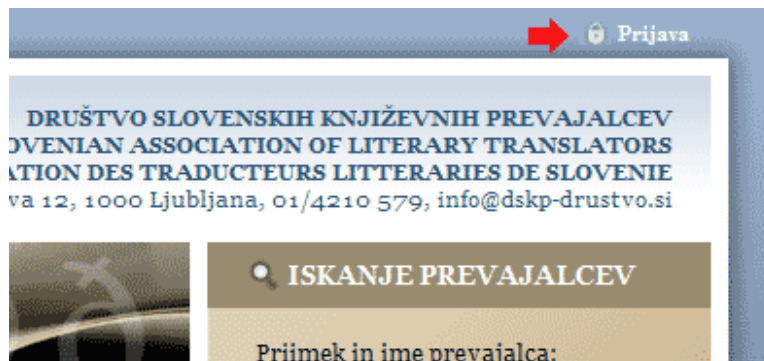 Prijava
DRUŠTVO SLOVENSKIH KNJIŽEVNIH PREVAJALCEV
OVENIAN ASSOCIATION OF LITERARY TRANSLATORS
ATION DES TRADUCTEURS LITTERARIES DE SLOVENIE
va 12, 1000 Ljubljana, 01/4210 579, info@dskp-drustvo.si
ISKANJE PREVAJALCEV
Priimek in ime prevajalca: